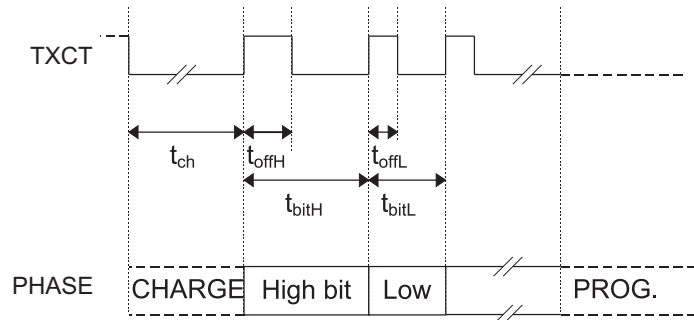 TXCT
t_ch
t_offH
t_offL
t_bitH
t_bitL
PHASE
CHARGE
High bit
Low
PROG.